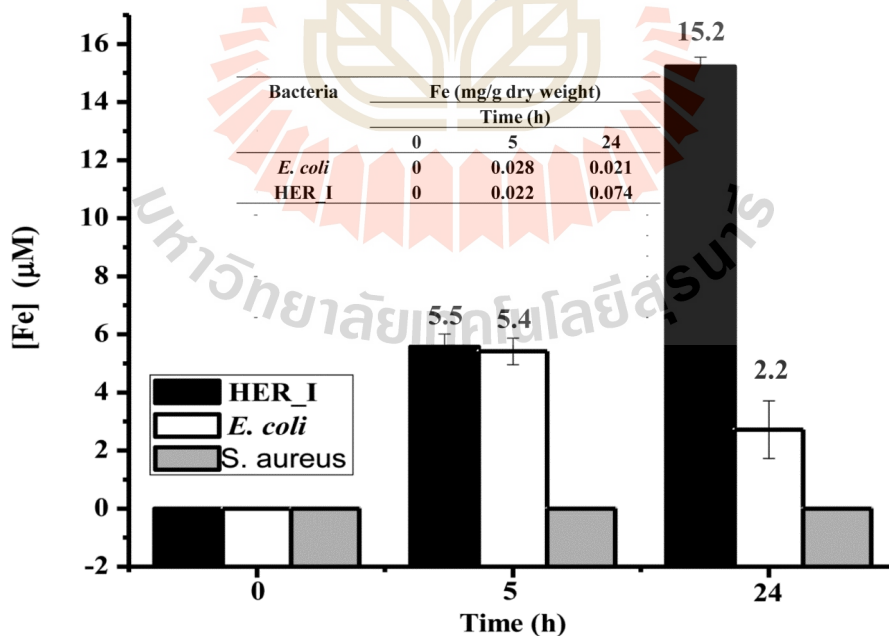 16
15.2
14
12
10
8
6
4
2
0
-2
[Fe] (µM)
Bacteria Fe (mg/g dry weight)
Time (h)
0 5 24
E. coli 0 0.028 0.021
HER_I 0 0.022 0.074
มหาวิทยาลัยเทคโนโลยีสุรนาร
5.5 5.4
2.2
HER_I
E. coli
S. aureus
0 5 24
Time (h)